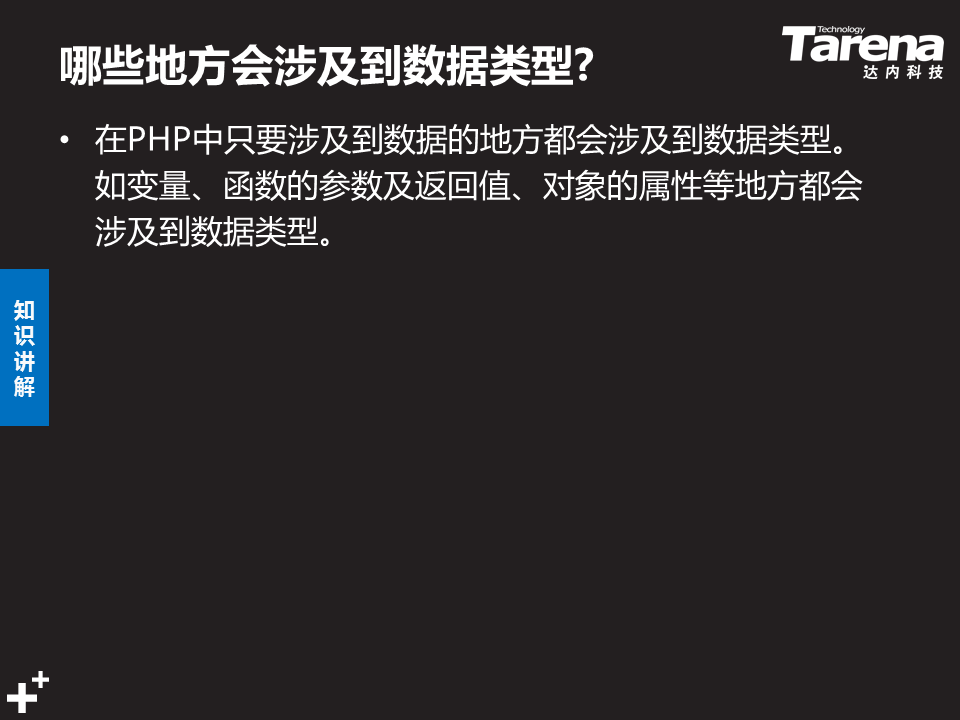 哪些地方会涉及到数据类型?
Technology
Tarena
达内科技
• 在PHP中只要涉及到数据的地方都会涉及到数据类型。
如变量、函数的参数及返回值、对象的属性等地方都会
涉及到数据类型。
知
识
讲
解